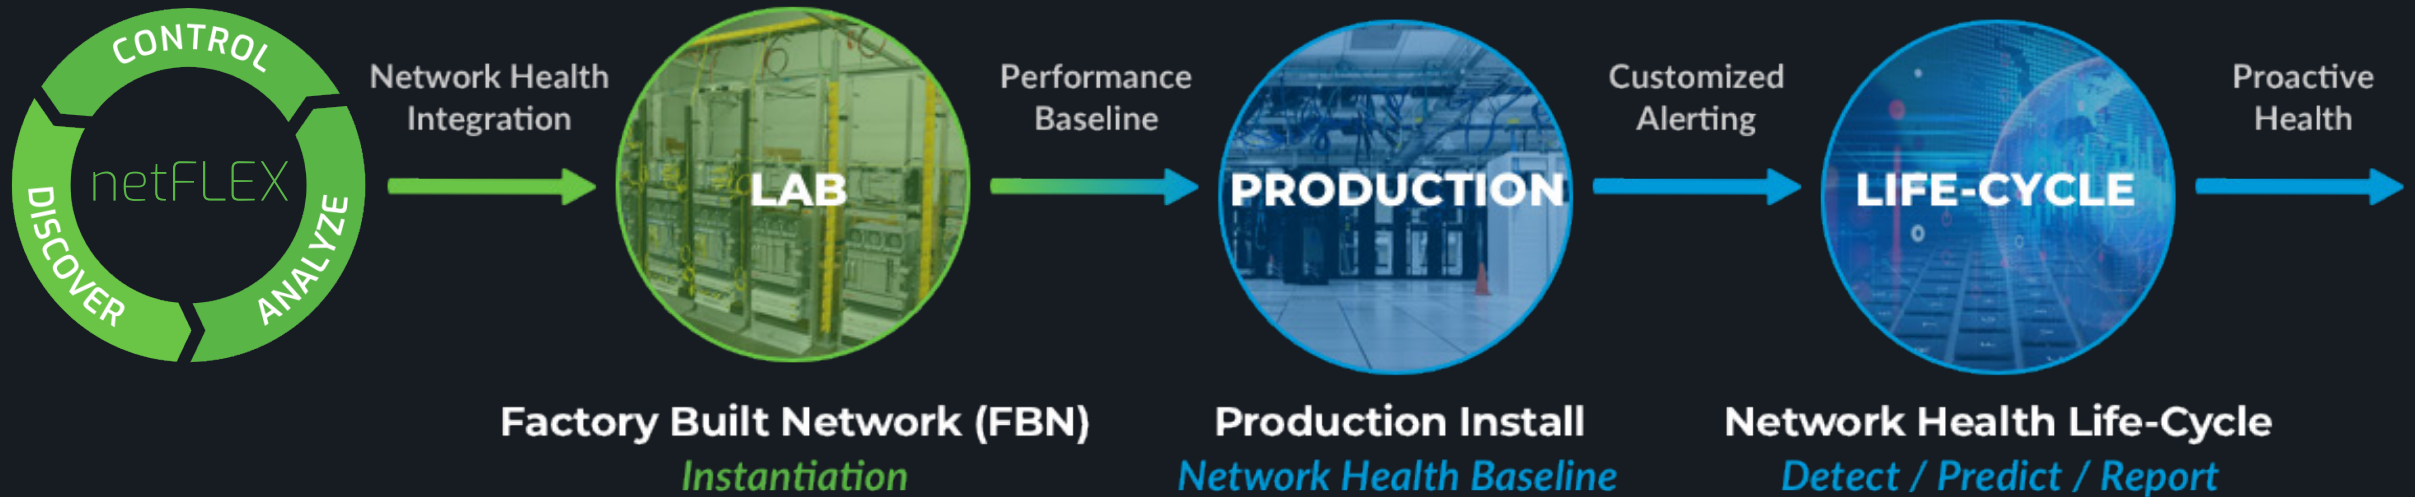 CONTROL
DISCOVER
ANALYZE
netFLEX
Network Health
Integration
LAB
Factory Built Network (FBN)
Instantiation
Performance
Baseline
PRODUCTION
Production Install
Network Health Baseline
Customized
Alerting
LIFE-CYCLE
Network Health Life-Cycle
Detect / Predict / Report
Proactive
Health